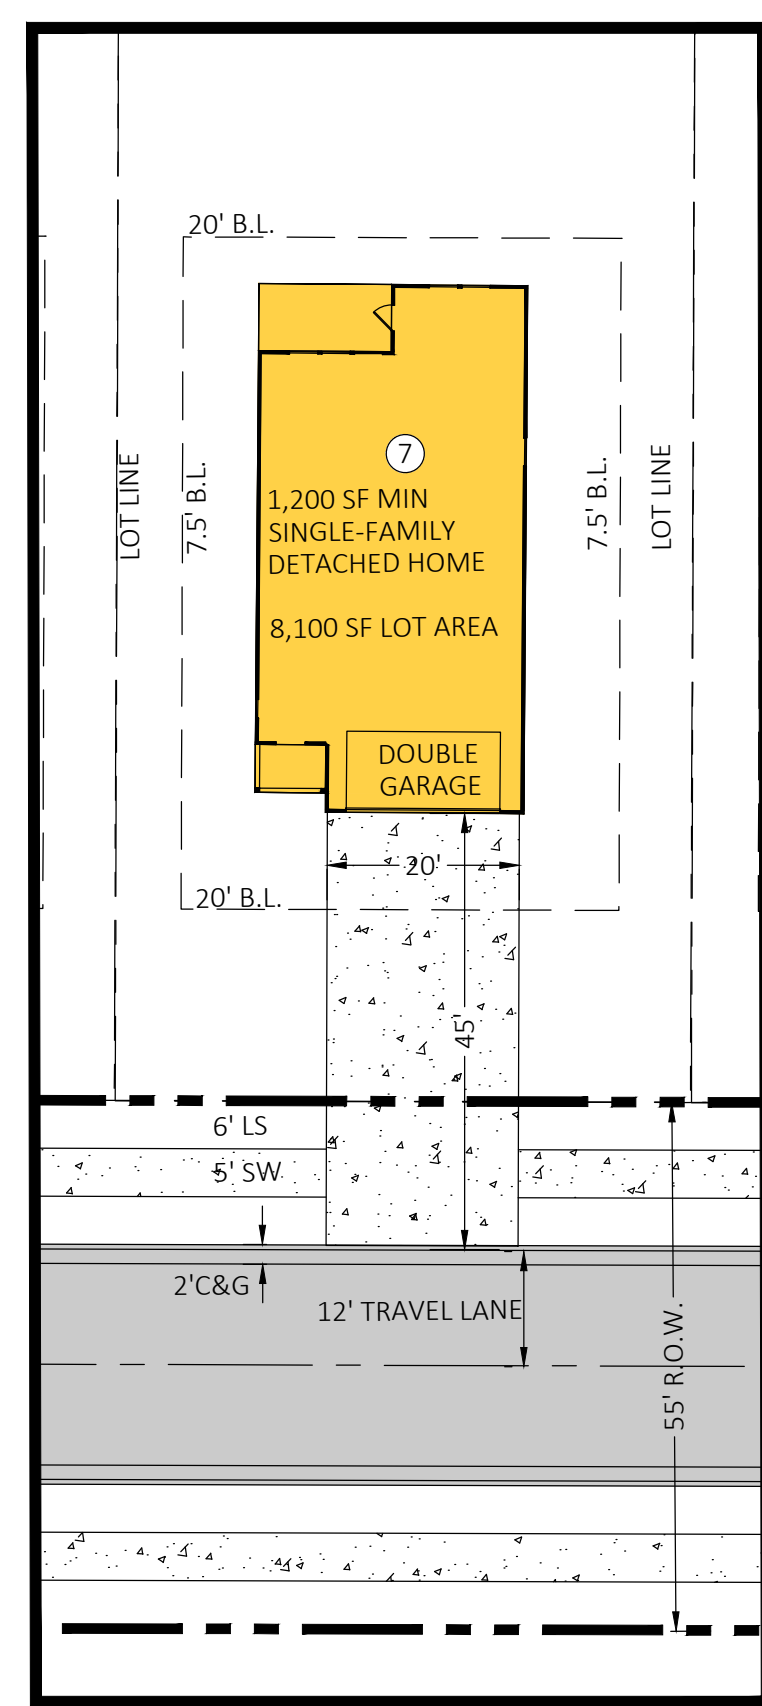 20' B.L.
LOT LINE
7.5' B.L.
7
1,200 SF MIN
SINGLE-FAMILY
DETACHED HOME
8,100 SF LOT AREA
7.5' B.L.
LOT LINE
DOUBLE
GARAGE
20'
20' B.L.
45'
6' LS
5' SW
2'C&G
12' TRAVEL LANE
55' R.O.W.